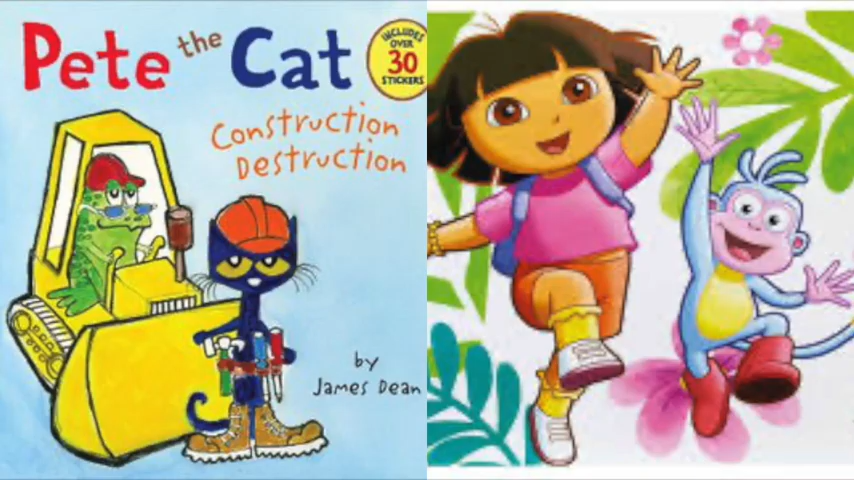 Pete the Cat
INCLUDES
OVER
30
STICKERS
Construction
Destruction
by
James Dean